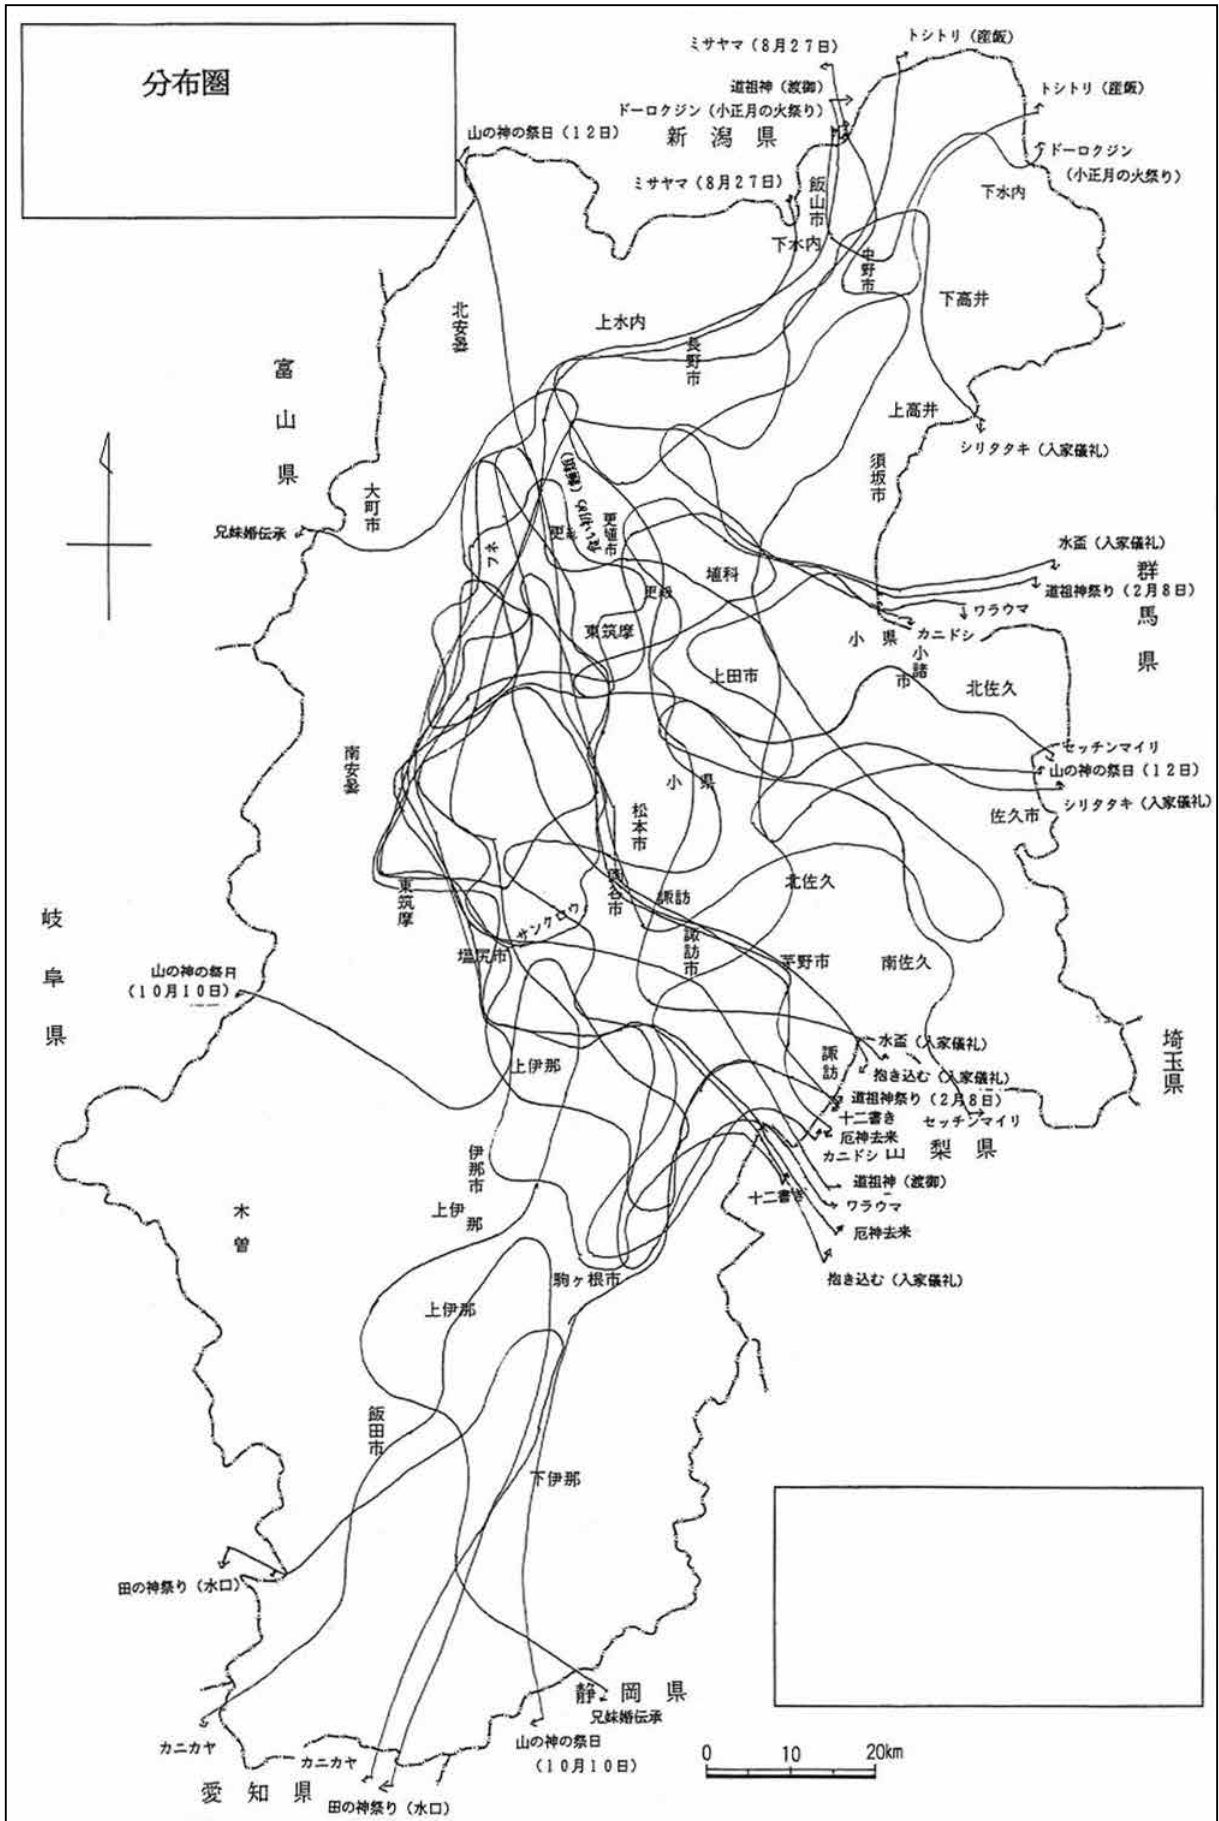 分布圏
ミサヤマ(8月27日)
トシトリ(産飯)
道祖神(渡御)
トシトリ(産飯)
ドーロクジン(小正月の火祭り)
山の神の祭日(12日)
新潟県
ドーロクジン
(小正月の火祭り)
ミサヤマ(8月27日)
飯山市
下水内
下水内
中野市
下高井
北安曇
上水内
長野市
富山県
上高井
シリタタキ(入家儀礼)
須坂市
大町市
兄妹婚伝承
更埴市
フネ
水盃(入家儀礼)
群馬県
埴科
道祖神祭り(2月8日)
更級
ワラウマ
東筑摩
カニドシ
小県
小諸市
上田市
北佐久
南安曇
セッチンマイリ
山の神の祭日(12日)
小県
シリタタキ(入家儀礼)
松本市
佐久市
北佐久
東筑摩
岡谷市
諏訪
サンクロウ
岐阜県
塩尻市
諏訪市
茅野市
南佐久
山の神の祭月
(10月10日)
埼玉県
水盃(入家儀礼)
諏訪
上伊那
抱き込む(入家儀礼)
道祖神祭り(2月8日)
十二書き
セッチンマイリ
厄神去来
カニドシ
山梨県
伊那市
道祖神(渡御)
十二書き
ワラウマ
上伊那
木曽
厄神去来
駒ヶ根市
抱き込む(入家儀礼)
上伊那
飯田市
下伊那
田の神祭り(水口)
静岡県
兄妹婚伝承
カニカヤ
山の神の祭日
(10月10日)
カニカヤ
0 10 20km
愛知県
田の神祭り(水口)